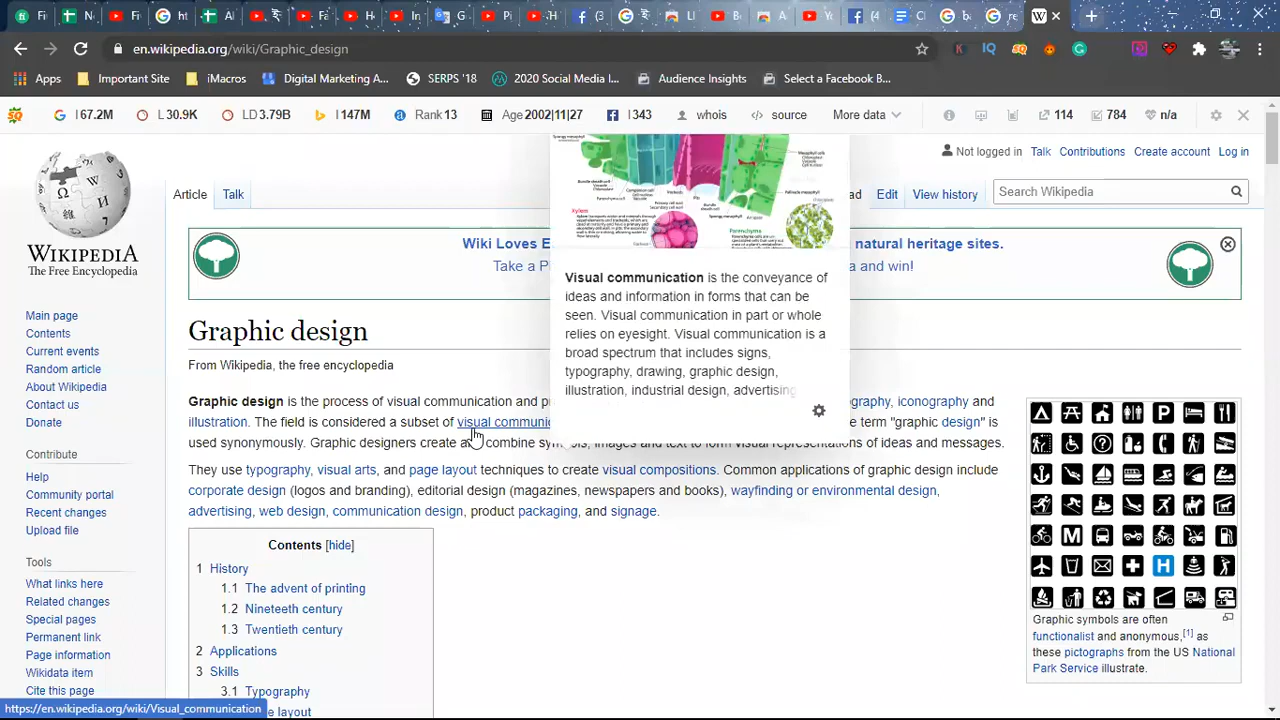 en.wikipedia.org/wiki/Graphic_design
Apps
Important Site
iMacros
Digital Marketing A...
SERPS '18
2020 Social Media I...
Audience Insights
Select a Facebook B...
I 67.2M
L 30.9K
LD 3.79B
I 147M
Rank 13
Age 2002|11|27
I 343
whois
source
More data
114
784
n/a
Not logged in
Talk
Contributions
Create account
Article
Talk
Edit
View history
Search Wikipedia
WIKIPEDIA
The Free Encyclopedia
Wiki Loves E
natural heritage sites.
Take a P
a and win!
Visual communication is the conveyance of
ideas and information in forms that can be
seen. Visual communication in part or whole
relies on eyesight. Visual communication is a
broad spectrum that includes signs,
typography, drawing, graphic design,
illustration, industrial design, advertising
Main page
Contents
Current events
Random article
About Wikipedia
Contact us
Donate
Contribute
Help
Community portal
Recent changes
Upload file
Tools
What links here
Related changes
Special pages
Permanent link
Page information
Wikidata item
Cite this page
Graphic design
From Wikipedia, the free encyclopedia
Graphic design is the process of visual communication and p ography, iconography and
illustration. The field is considered a subset of visual communic e term "graphic design" is
used synonymously. Graphic designers create and combine symbols, images and text to form visual representations of ideas and messages.
They use typography, visual arts, and page layout techniques to create visual compositions. Common applications of graphic design include
corporate design (logos and branding), editorial design (magazines, newspapers and books), wayfinding or environmental design,
advertising, web design, communication design, product packaging, and signage.
Contents [hide]
1 History
1.1 The advent of printing
1.2 Nineteeth century
1.3 Twentieth century
2 Applications
3 Skills
3.1 Typography
e layout
Graphic symbols are often
functionalist and anonymous,[1] as
these pictographs from the US National
Park Service illustrate.
https://en.wikipedia.org/wiki/Visual_communication